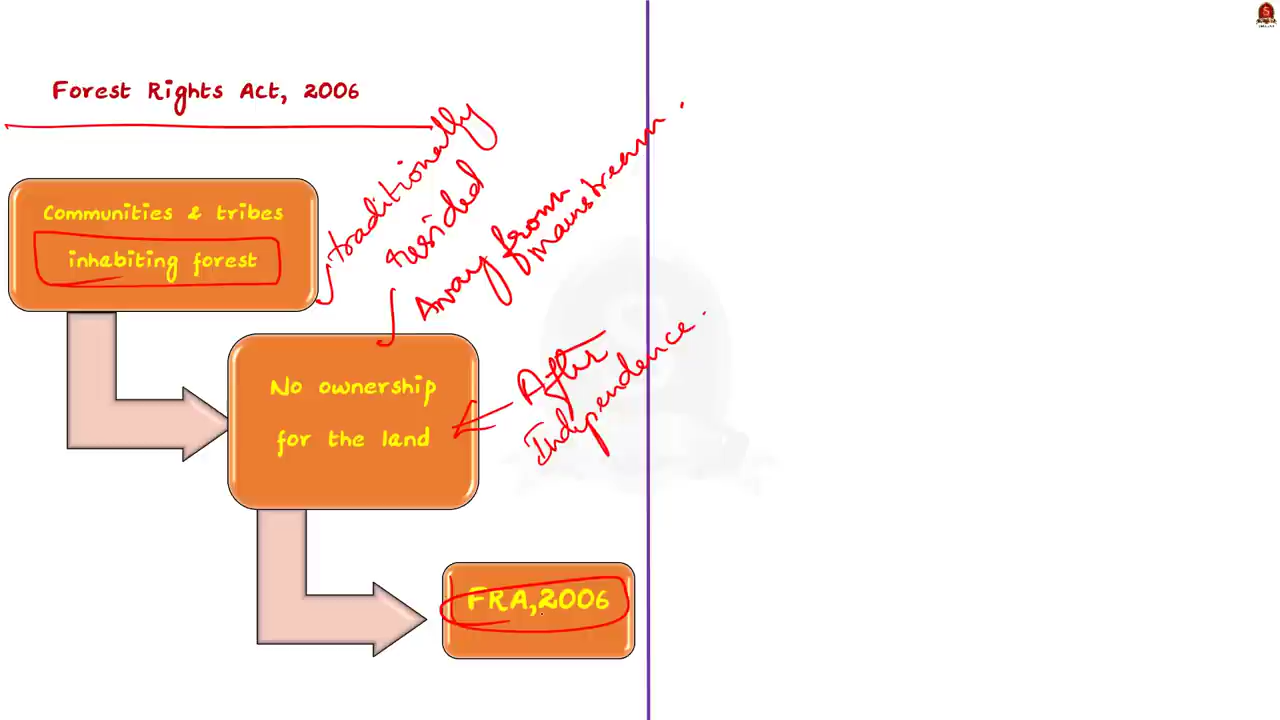 Forest Rights Act, 2006
Communities & tribes
inhabiting forest
traditionally
resided
Away from
mainstream.
No ownership
for the land
After
Independence.
FRA,2006